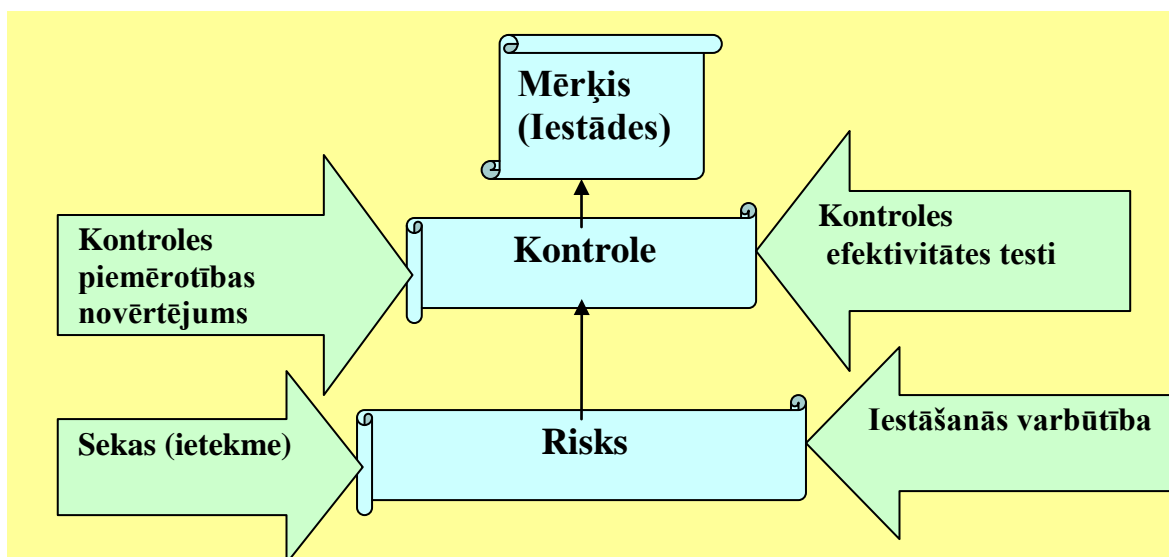 Mērķis
(Iestādes)
Kontroles
piemērotības
novērtējums
Kontrole
Kontroles
efektivitātes testi
Sekas (ietekme)
Risks
Iestāšanās varbūtība